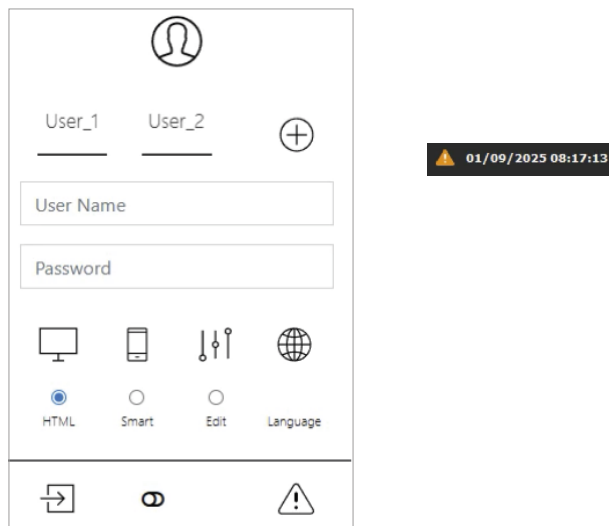 User_1 User_2
01/09/2025 08:17:13
User Name
Password
HTML Smart Edit Language